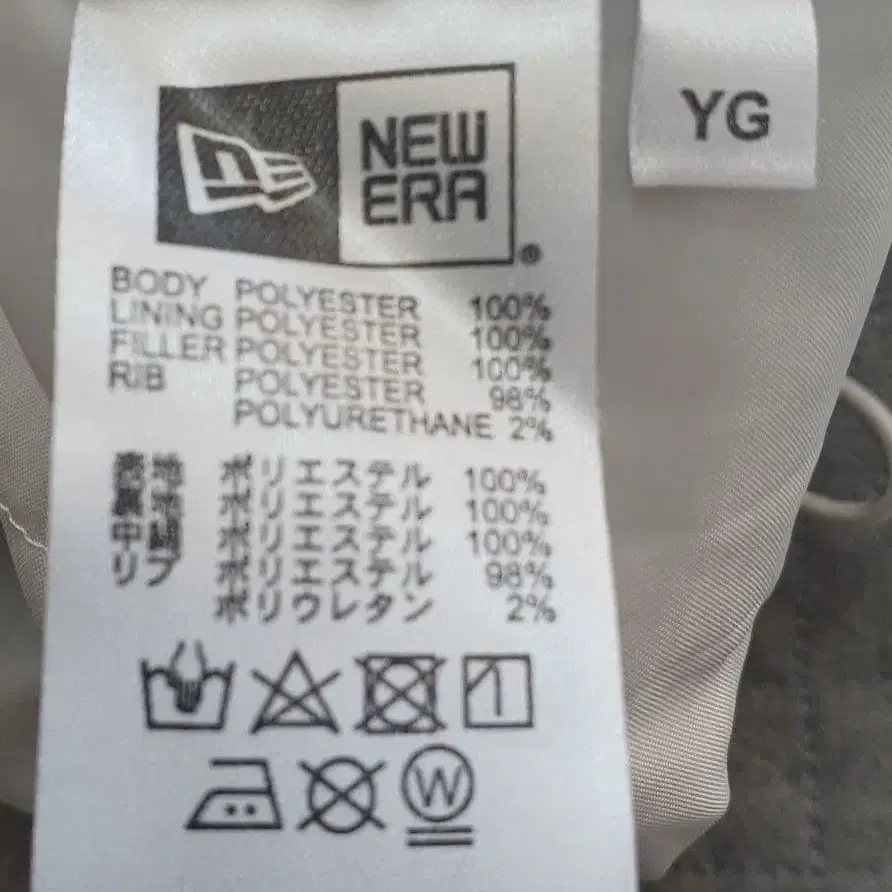 NEW
ERA
®
YG
BODY POLYESTER 100%
LINING POLYESTER 100%
FILLER POLYESTER 100%
RIB POLYESTER 98%
POLYURETHANE 2%
表地 ポリエステル 100%
裏地 ポリエステル 100%
中綿 ポリエステル 100%
リブ ポリエステル 98%
ポリウレタン 2%
W